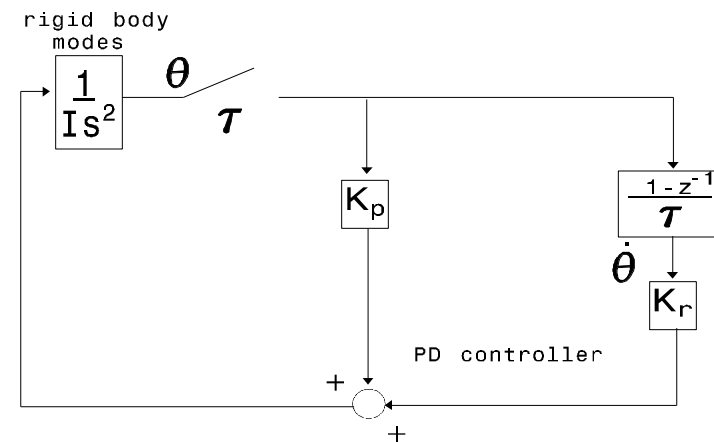 rigid body
modes
1
Is²
θ
τ
Kp
1-z⁻¹
τ
θ̇
Kr
PD controller
+
+